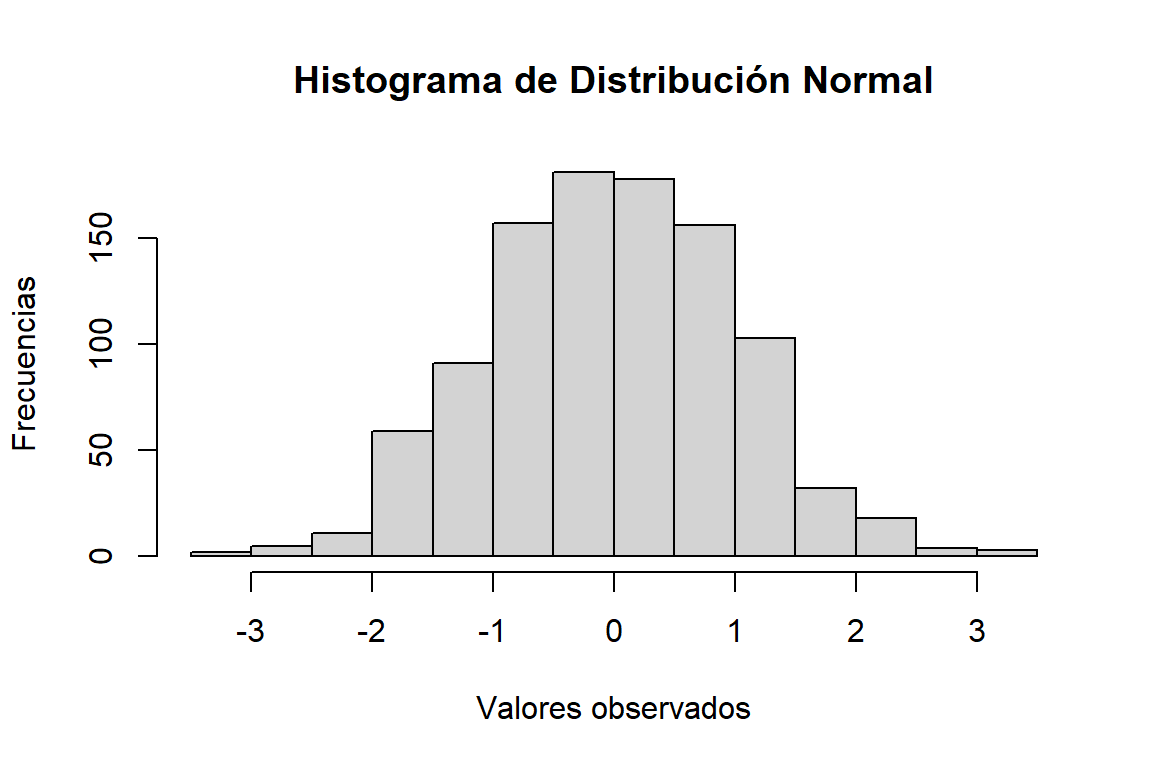 Histograma de Distribución Normal
Frecuencias
150
100
50
0
-3 -2 -1 0 1 2 3
Valores observados